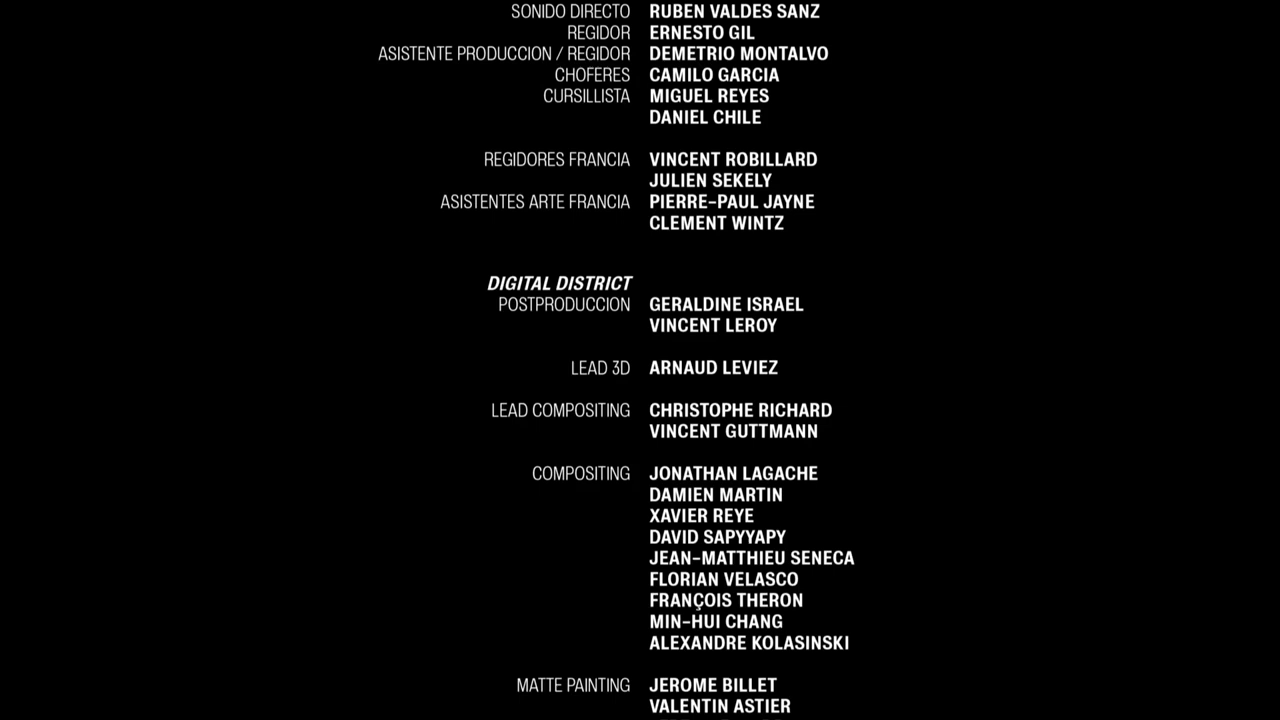 SONIDO DIRECTO RUBEN VALDES SANZ
REGIDOR ERNESTO GIL
ASISTENTE PRODUCCION / REGIDOR DEMETRIO MONTALVO
CHOFERES CAMILO GARCIA
CURSILLISTA MIGUEL REYES
DANIEL CHILE
REGIDORES FRANCIA VINCENT ROBILLARD
JULIEN SEKELY
ASISTENTES ARTE FRANCIA PIERRE-PAUL JAYNE
CLEMENT WINTZ
DIGITAL DISTRICT
POSTPRODUCCION GERALDINE ISRAEL
VINCENT LEROY
LEAD 3D ARNAUD LEVIEZ
LEAD COMPOSITING CHRISTOPHE RICHARD
VINCENT GUTTMANN
COMPOSITING JONATHAN LAGACHE
DAMIEN MARTIN
XAVIER REYE
DAVID SAPYYAPY
JEAN-MATTHIEU SENECA
FLORIAN VELASCO
FRANÇOIS THERON
MIN-HUI CHANG
ALEXANDRE KOLASINSKI
MATTE PAINTING JEROME BILLET
VALENTIN ASTIER